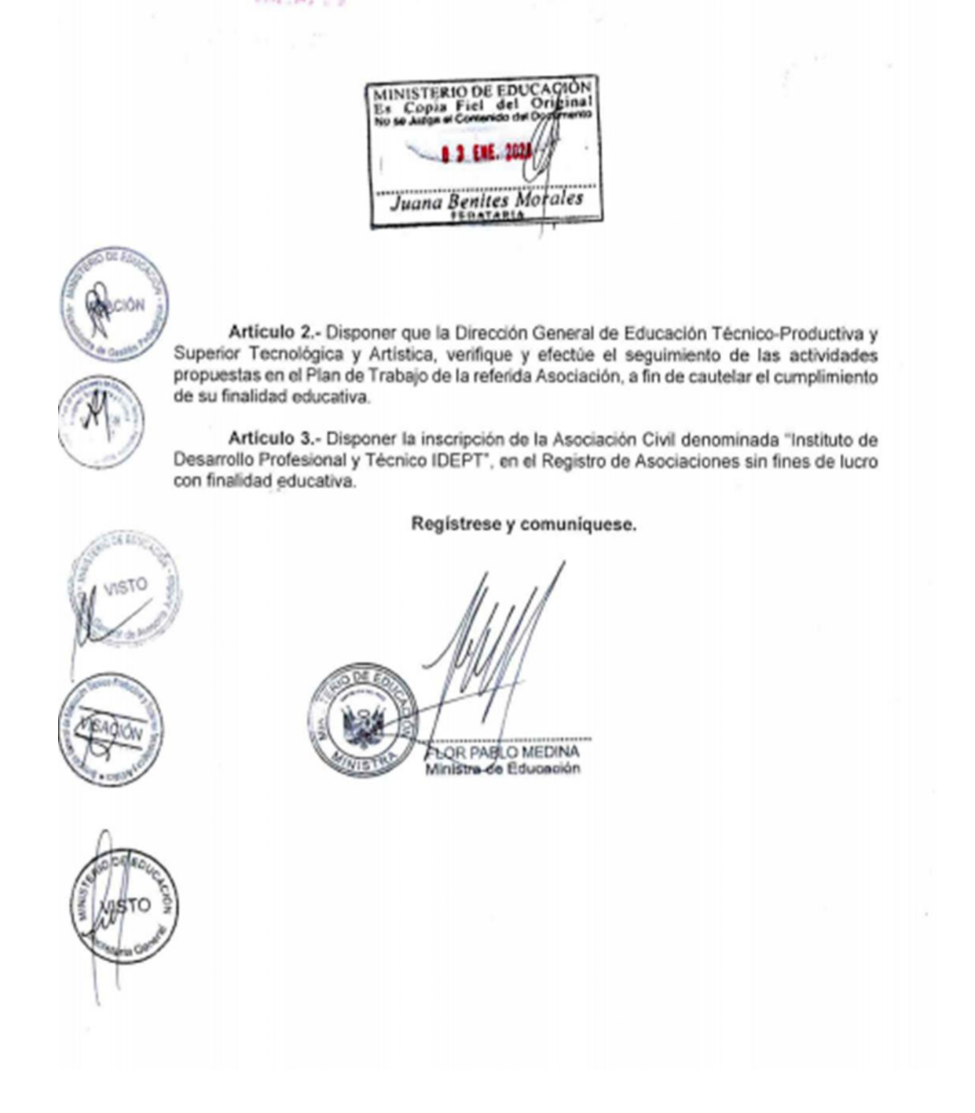 MINISTERIO DE EDUCACIÓN
Es Copia Fiel del Original
No se Juzga el Contenido del Documento
03 ENE. 2020
Juana Benites Morales
FEDATARIA
MINISTERIO DE EDUCACIÓN
de Gestión
Artículo 2.- Disponer que la Dirección General de Educación Técnico-Productiva y
Superior Tecnológica y Artística, verifique y efectúe el seguimiento de las actividades
propuestas en el Plan de Trabajo de la referida Asociación, a fin de cautelar el cumplimiento
de su finalidad educativa.
Artículo 3.- Disponer la inscripción de la Asociación Civil denominada "Instituto de
Desarrollo Profesional y Técnico IDEPT", en el Registro de Asociaciones sin fines de lucro
con finalidad educativa.
Regístrese y comuníquese.
MINISTERIO DE EDUCACIÓN
VISTO
General de
VISACIÓN
MINISTERIO DE EDUCACIÓN
MINISTRA
FLOR PABLO MEDINA
Ministra de Educación
MINISTERIO DE EDUCACIÓN
VISTO
Secretaría General